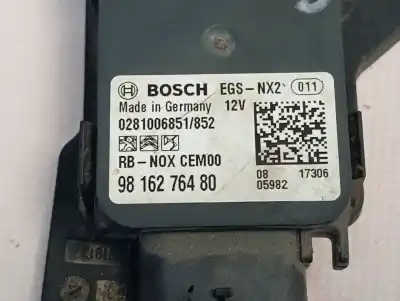 BOSCH EGS-NX2 011
Made in Germany 12V
0281006851/852
RB-NOX CEM00
98 162 764 80
08 17306
05982